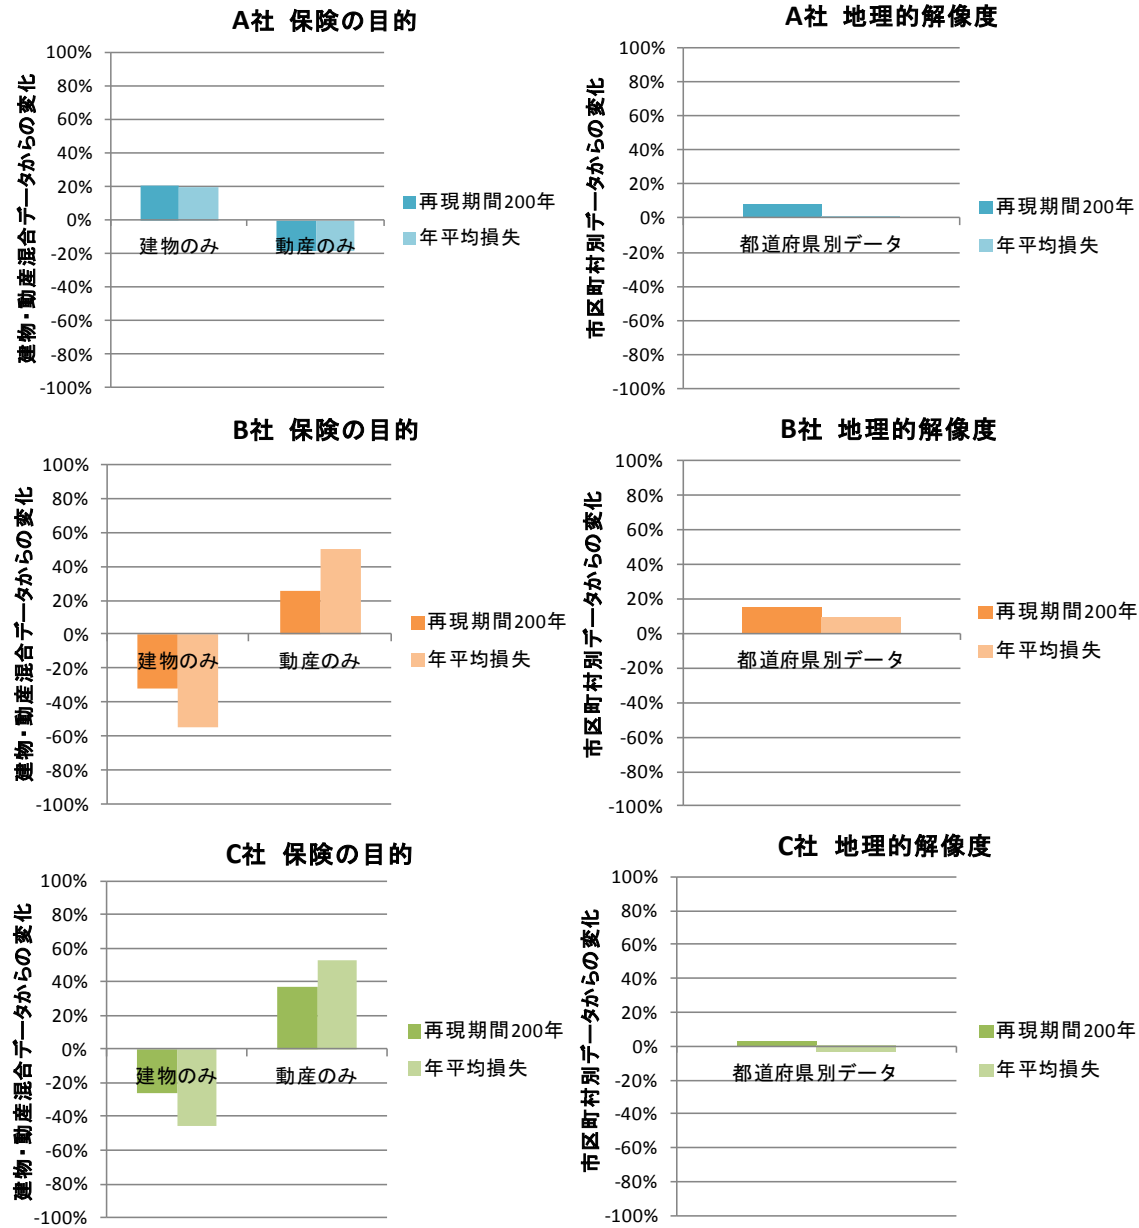 A社 保険の目的
建物・動産混合データからの変化
100%
80%
60%
40%
20%
0%
-20%
-40%
-60%
-80%
-100%
建物のみ
動産のみ
再現期間200年
年平均損失
A社 地理的解像度
市区町村別データからの変化
100%
80%
60%
40%
20%
0%
-20%
-40%
-60%
-80%
-100%
都道府県別データ
再現期間200年
年平均損失
B社 保険の目的
建物・動産混合データからの変化
100%
80%
60%
40%
20%
0%
-20%
-40%
-60%
-80%
-100%
建物のみ
動産のみ
再現期間200年
年平均損失
B社 地理的解像度
市区町村別データからの変化
100%
80%
60%
40%
20%
0%
-20%
-40%
-60%
-80%
-100%
都道府県別データ
再現期間200年
年平均損失
C社 保険の目的
建物・動産混合データからの変化
100%
80%
60%
40%
20%
0%
-20%
-40%
-60%
-80%
-100%
建物のみ
動産のみ
再現期間200年
年平均損失
C社 地理的解像度
市区町村別データからの変化
100%
80%
60%
40%
20%
0%
-20%
-40%
-60%
-80%
-100%
都道府県別データ
再現期間200年
年平均損失